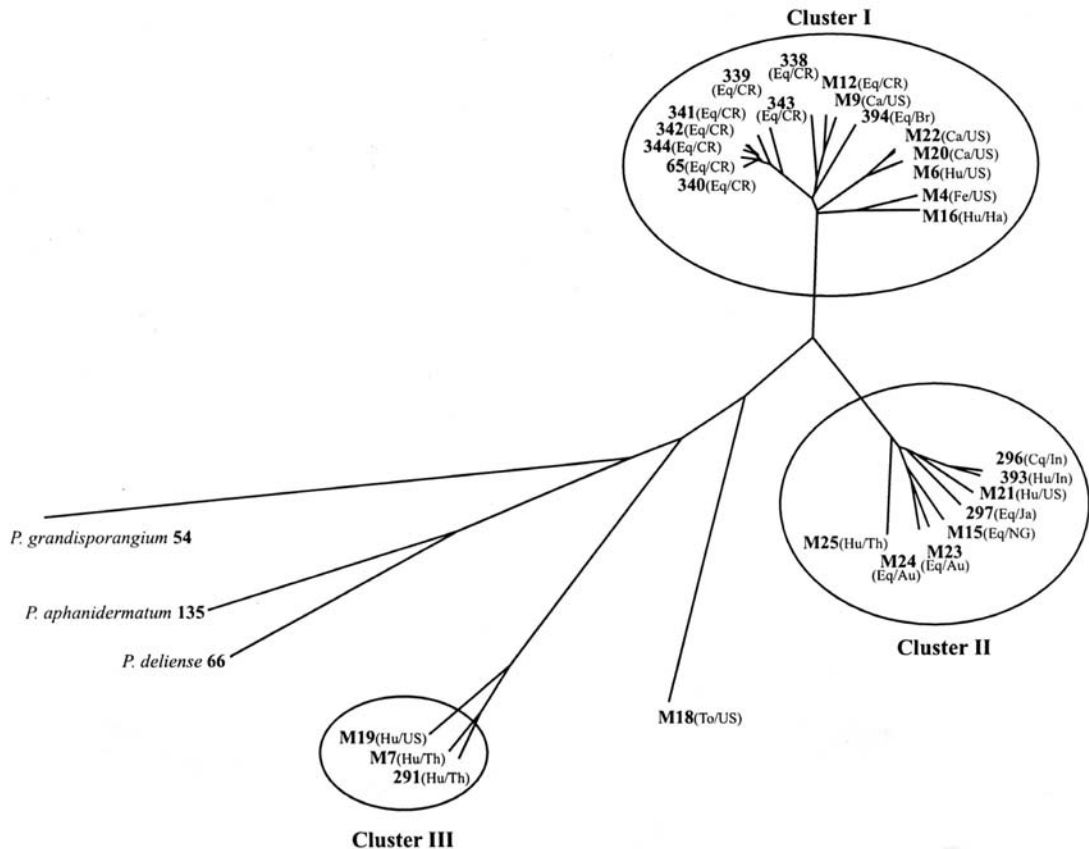 Cluster I
338
(Eq/CR)
339
(Eq/CR)
M12(Eq/CR)
M9(Ca/US)
343
(Eq/CR)
394(Eq/Br)
341(Eq/CR)
342(Eq/CR)
344(Eq/CR)
65(Eq/CR)
340(Eq/CR)
M22(Ca/US)
M20(Ca/US)
M6(Hu/US)
M4(Fe/US)
M16(Hu/Ha)
296(Cq/In)
393(Hu/In)
M21(Hu/US)
297(Eq/Ja)
M15(Eq/NG)
M25(Hu/Th)
M24
(Eq/Au)
M23
(Eq/Au)
Cluster II
P. grandisporangium 54
P. aphanidermatum 135
P. deliense 66
M18(To/US)
M19(Hu/US)
M7(Hu/Th)
291(Hu/Th)
Cluster III